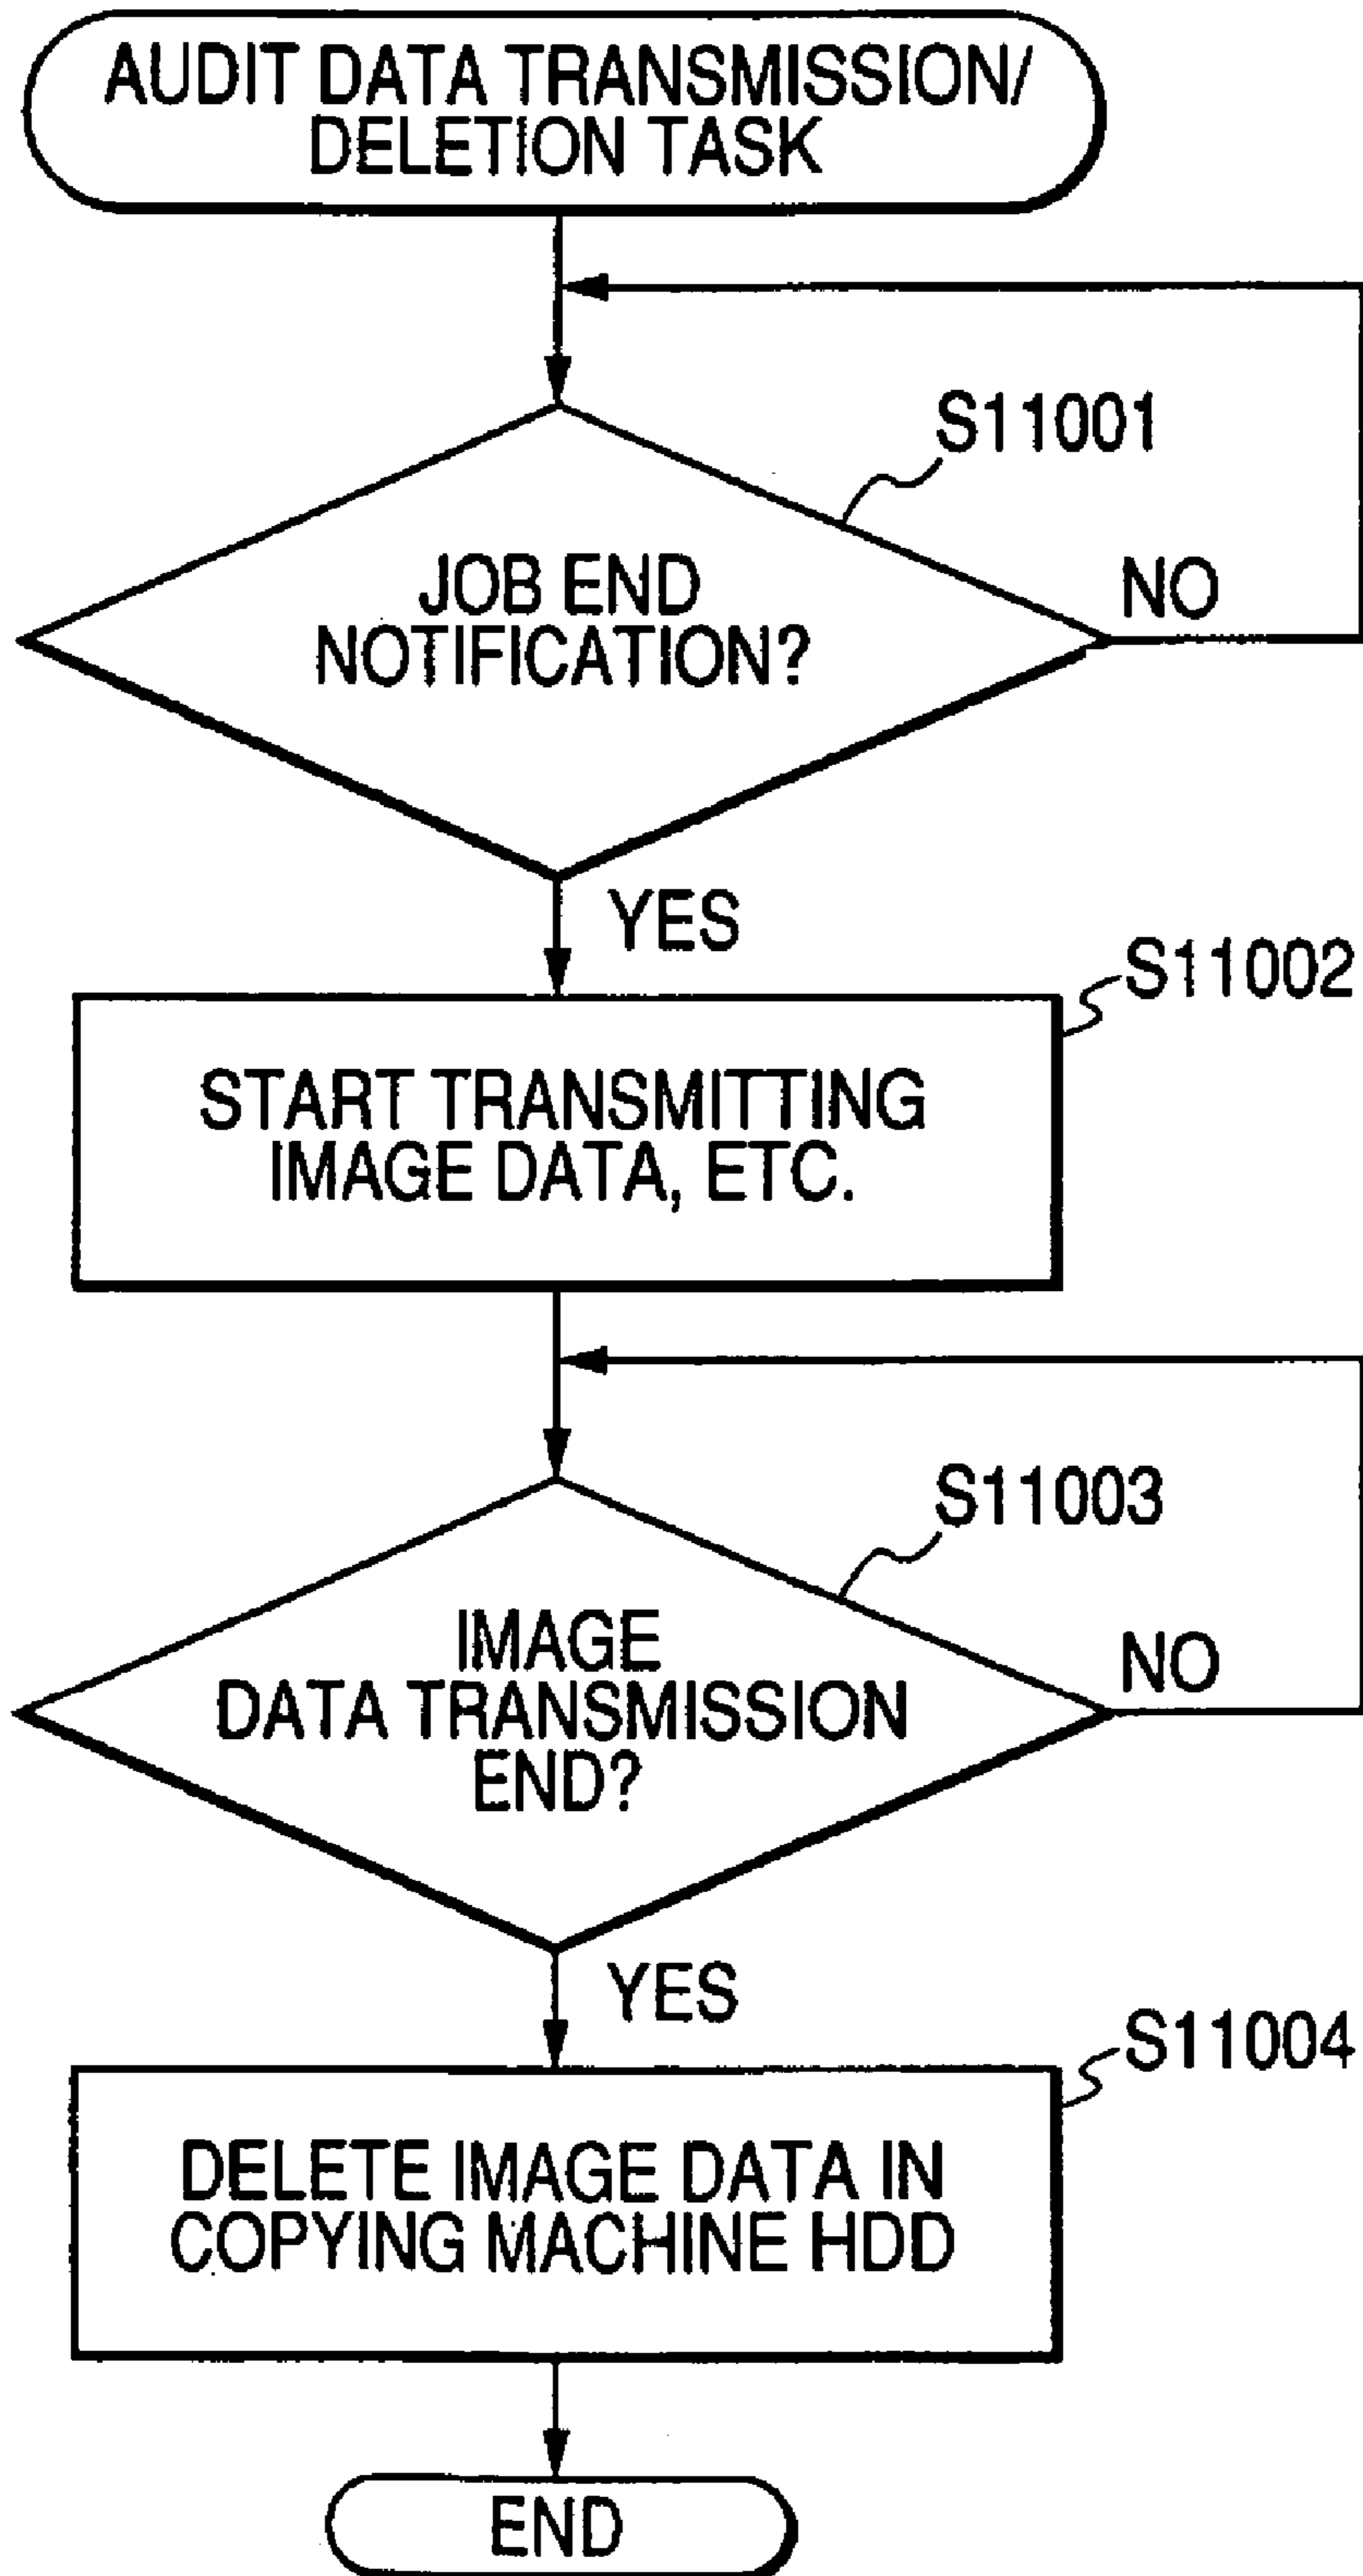 AUDIT DATA TRANSMISSION/
DELETION TASK
S11001
JOB END
NOTIFICATION?
NO
YES
S11002
START TRANSMITTING
IMAGE DATA, ETC.
S11003
IMAGE
DATA TRANSMISSION
END?
NO
YES
S11004
DELETE IMAGE DATA IN
COPYING MACHINE HDD
END